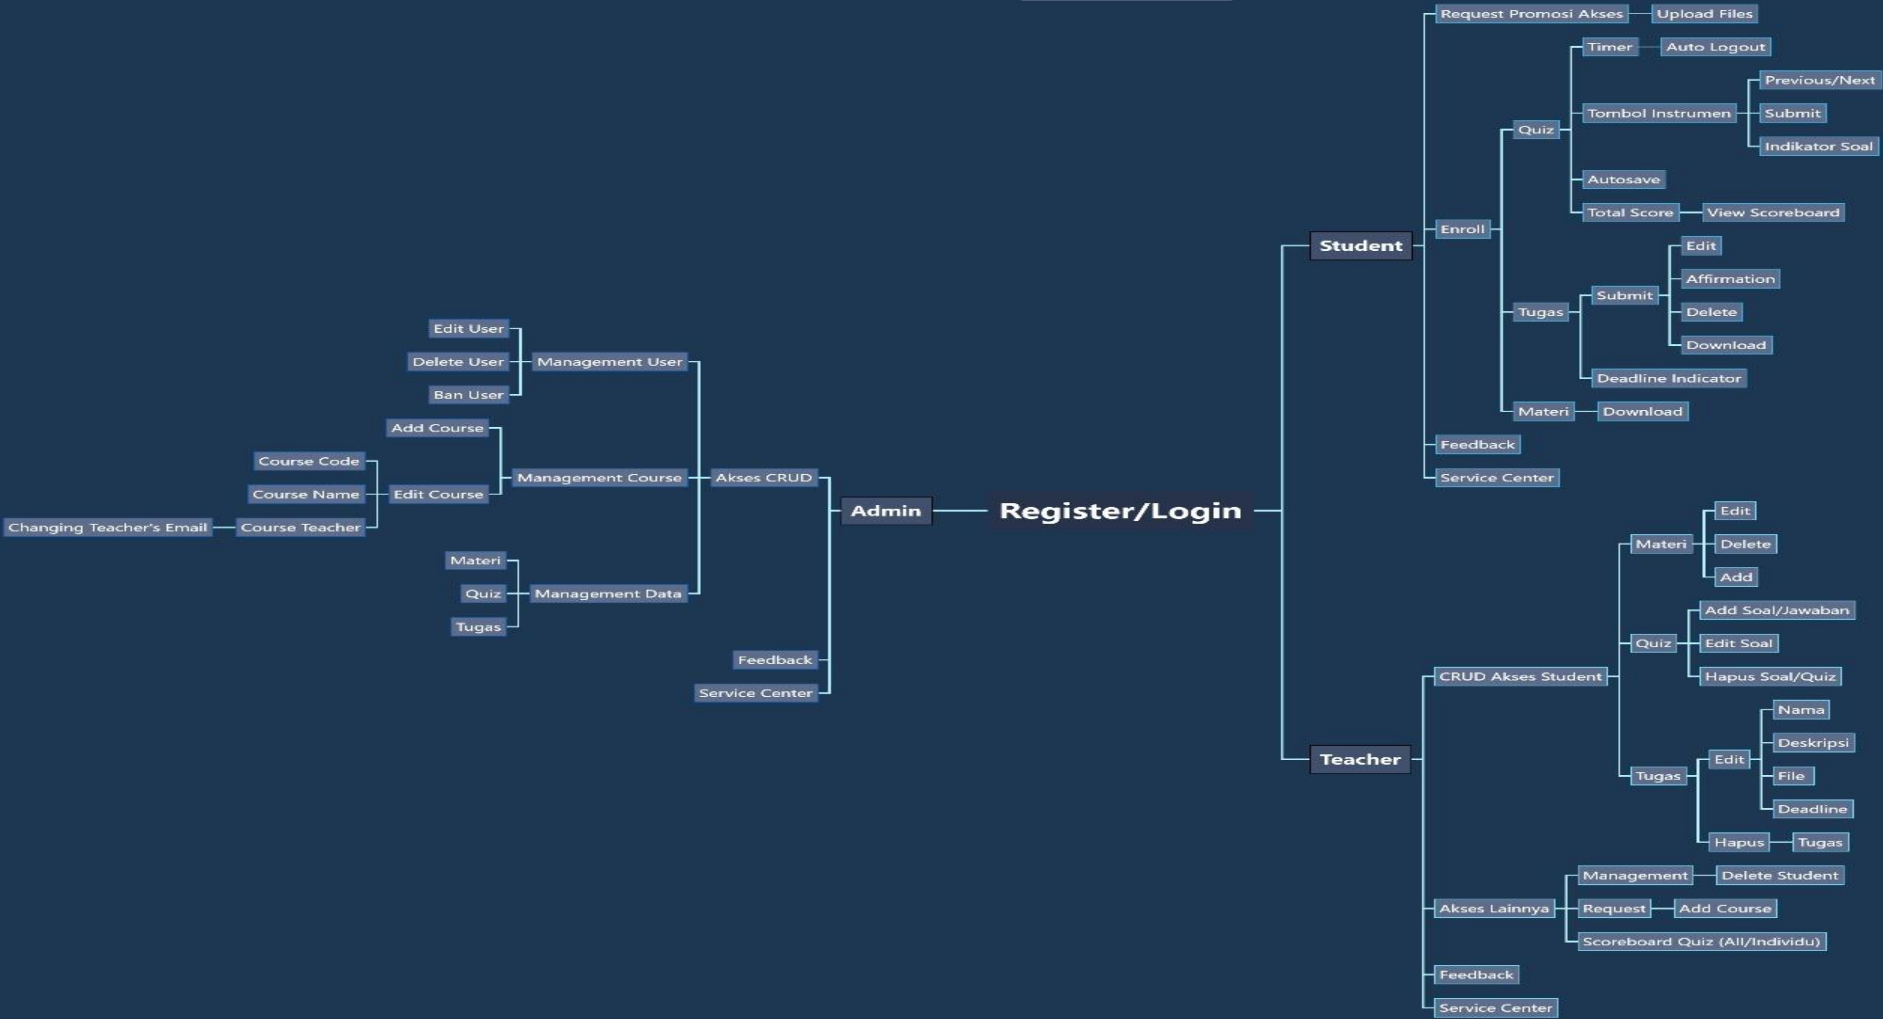 Register/Login
Admin
Akses CRUD
Management User
Edit User
Delete User
Ban User
Management Course
Add Course
Edit Course
Course Code
Course Name
Course Teacher
Changing Teacher's Email
Management Data
Materi
Quiz
Tugas
Feedback
Service Center
Student
Request Promosi Akses
Upload Files
Enroll
Quiz
Timer
Auto Logout
Tombol Instrumen
Previous/Next
Submit
Indikator Soal
Autosave
Total Score
View Scoreboard
Tugas
Submit
Edit
Affirmation
Delete
Download
Deadline Indicator
Materi
Download
Feedback
Service Center
Teacher
CRUD Akses Student
Materi
Edit
Delete
Add
Quiz
Add Soal/Jawaban
Edit Soal
Hapus Soal/Quiz
Tugas
Edit
Nama
Deskripsi
File
Deadline
Hapus
Tugas
Akses Lainnya
Management
Delete Student
Request
Add Course
Scoreboard Quiz (All/Individu)
Feedback
Service Center